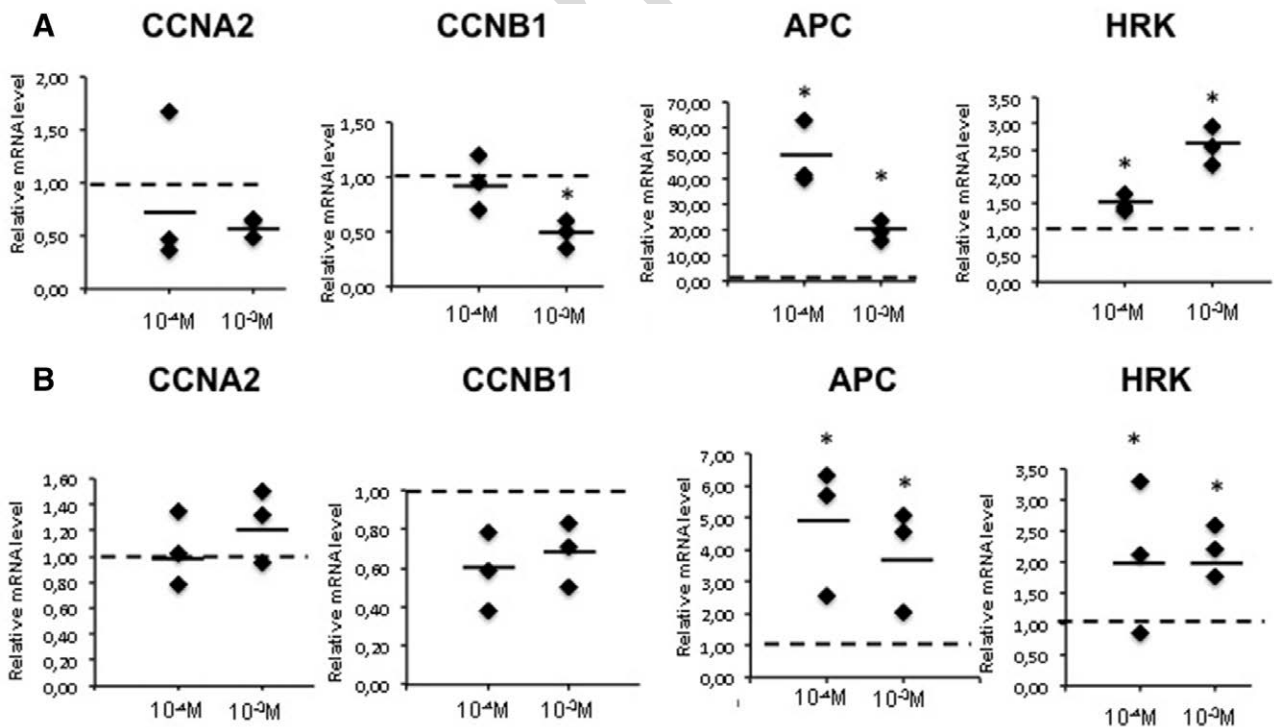 A
CCNA2
CCNB1
APC
HRK
Relative mRNA level
2,00
1,50
1,00
0,50
0,00
10-4M 10-3M
Relative mRNA level
1,50
1,00
0,50
0,00
*
10-4M 10-3M
Relative mRNA level
70,00
60,00
50,00
40,00
30,00
20,00
10,00
0,00
*
*
10-4M 10-3M
Relative mRNA level
3,50
3,00
2,50
2,00
1,50
1,00
0,50
0,00
*
*
10-4M 10-3M
B
CCNA2
CCNB1
APC
HRK
Relative mRNA level
1,60
1,40
1,20
1,00
0,80
0,60
0,40
0,20
0,00
10-4M 10-3M
Relative mRNA level
1,00
0,80
0,60
0,40
0,20
0,00
10-4M 10-3M
Relative mRNA level
7,00
6,00
5,00
4,00
3,00
2,00
1,00
0,00
*
*
10-4M 10-3M
Relative mRNA level
3,50
3,00
2,50
2,00
1,50
1,00
0,50
0,00
*
*
10-4M 10-3M